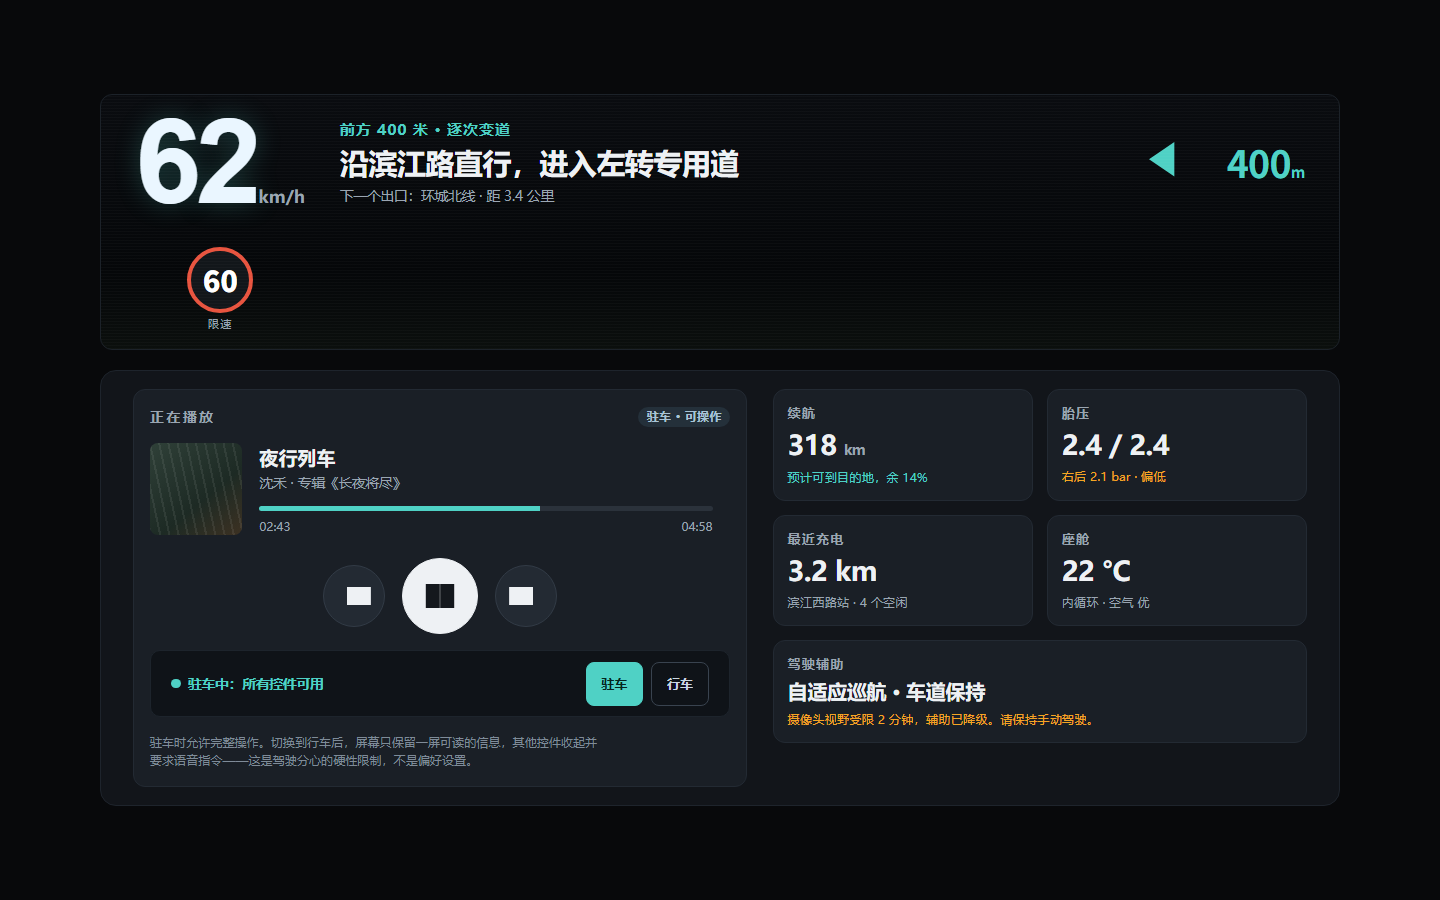 62 km/h
60
限速
前方 400 米 • 逐次变道
沿滨江路直行，进入左转专用道
下一个出口：环城北线 · 距 3.4 公里
400m
正在播放
驻车 • 可操作
夜行列车
沈禾 · 专辑《长夜将尽》
02:43
04:58
驻车中：所有控件可用
驻车
行车
驻车时允许完整操作。切换到行车后，屏幕只保留一屏可读的信息，其他控件收起并
要求语音指令——这是驾驶分心的硬性限制，不是偏好设置。
续航
318 km
预计可到目的地，余 14%
胎压
2.4 / 2.4
右后 2.1 bar · 偏低
最近充电
3.2 km
滨江西路站 · 4 个空闲
座舱
22 °C
内循环 · 空气 优
驾驶辅助
自适应巡航 • 车道保持
摄像头视野受限 2 分钟，辅助已降级。请保持手动驾驶。